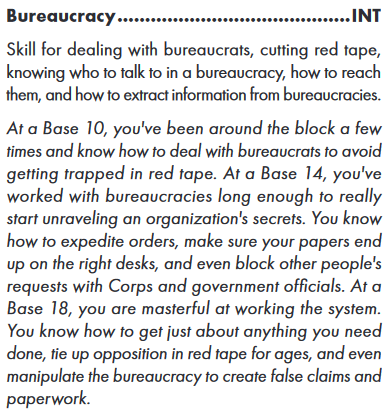 Bureaucracy........................................INT
Skill for dealing with bureaucrats, cutting red tape,
knowing who to talk to in a bureaucracy, how to reach
them, and how to extract information from bureaucracies.
At a Base 10, you've been around the block a few
times and know how to deal with bureaucrats to avoid
getting trapped in red tape. At a Base 14, you've
worked with bureaucracies long enough to really
start unraveling an organization's secrets. You know
how to expedite orders, make sure your papers end
up on the right desks, and even block other people's
requests with Corps and government officials. At a
Base 18, you are masterful at working the system.
You know how to get just about anything you need
done, tie up opposition in red tape for ages, and even
manipulate the bureaucracy to create false claims and
paperwork.